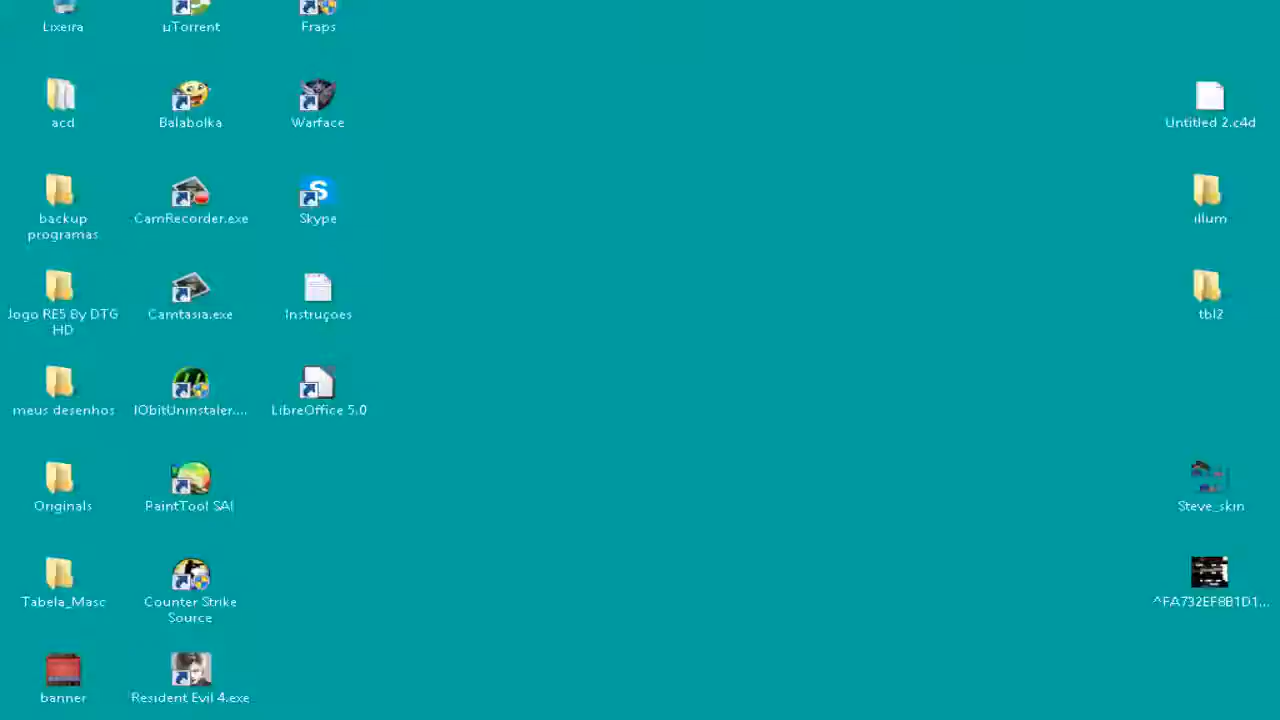 Lixeira
µTorrent
Fraps
acd
Balabolka
Warface
Untitled 2.c4d
backup
programas
CamRecorder.exe
Skype
illum
Jogo RE5 By DTG
HD
Camtasia.exe
Instruções
tbl2
meus desenhos
IObitUninstaler....
LibreOffice 5.0
Originals
PaintTool SAI
Steve_skin
Tabela_Masc
Counter Strike
Source
^FA732EF8B1D1...
banner
Resident Evil 4.exe